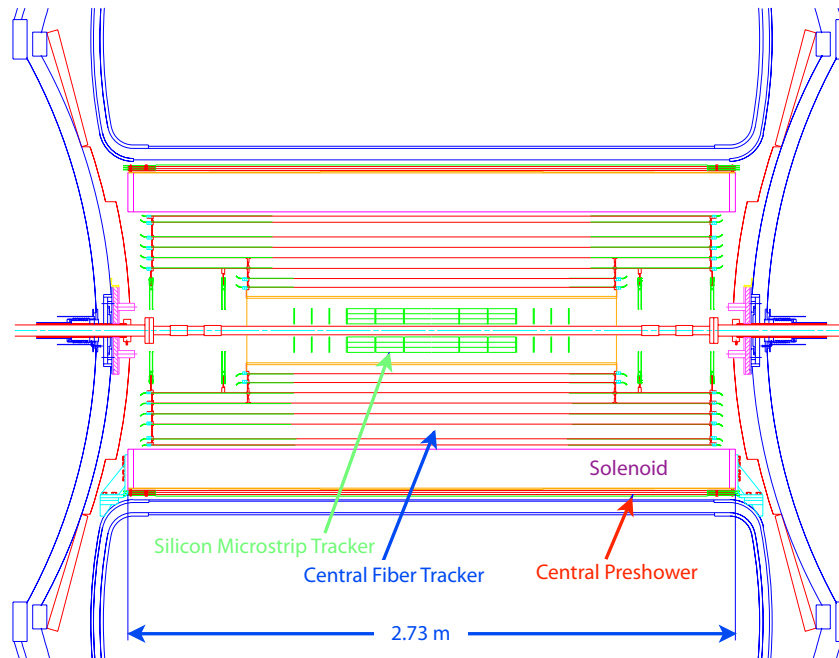 Solenoid
Silicon Microstrip Tracker
Central Fiber Tracker
Central Preshower
2.73 m